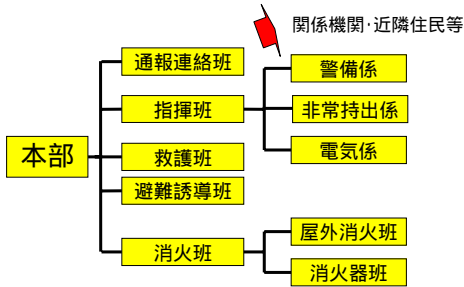 関係機関･近隣住民等
通報連絡班
警備係
指揮班
非常持出係
本部
救護班
電気係
避難誘導班
屋外消火班
消火班
消火器班